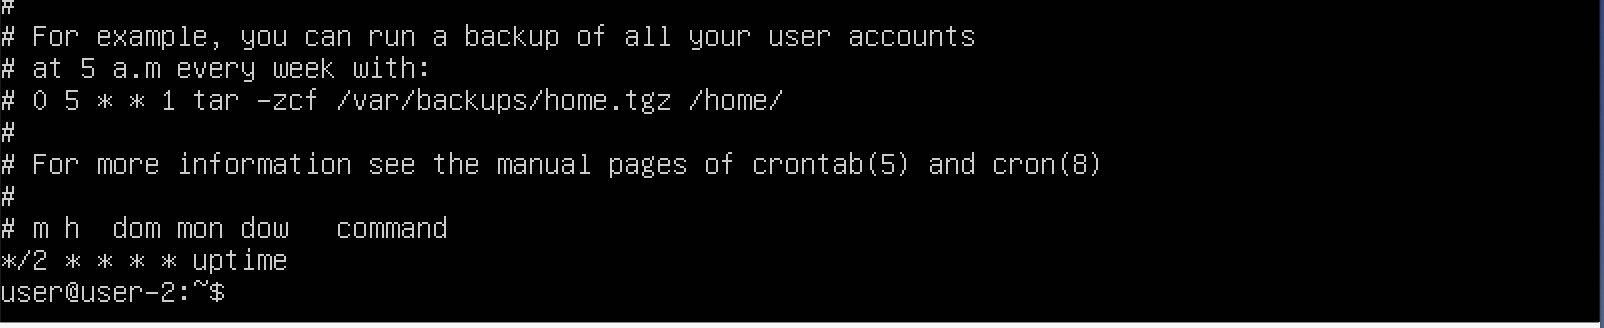 #
# For example, you can run a backup of all your user accounts
# at 5 a.m every week with:
# 0 5 * * 1 tar -zcf /var/backups/home.tgz /home/
#
# For more information see the manual pages of crontab(5) and cron(8)
#
# m h  dom mon dow   command
*/2 * * * * uptime
user@user-2:~$